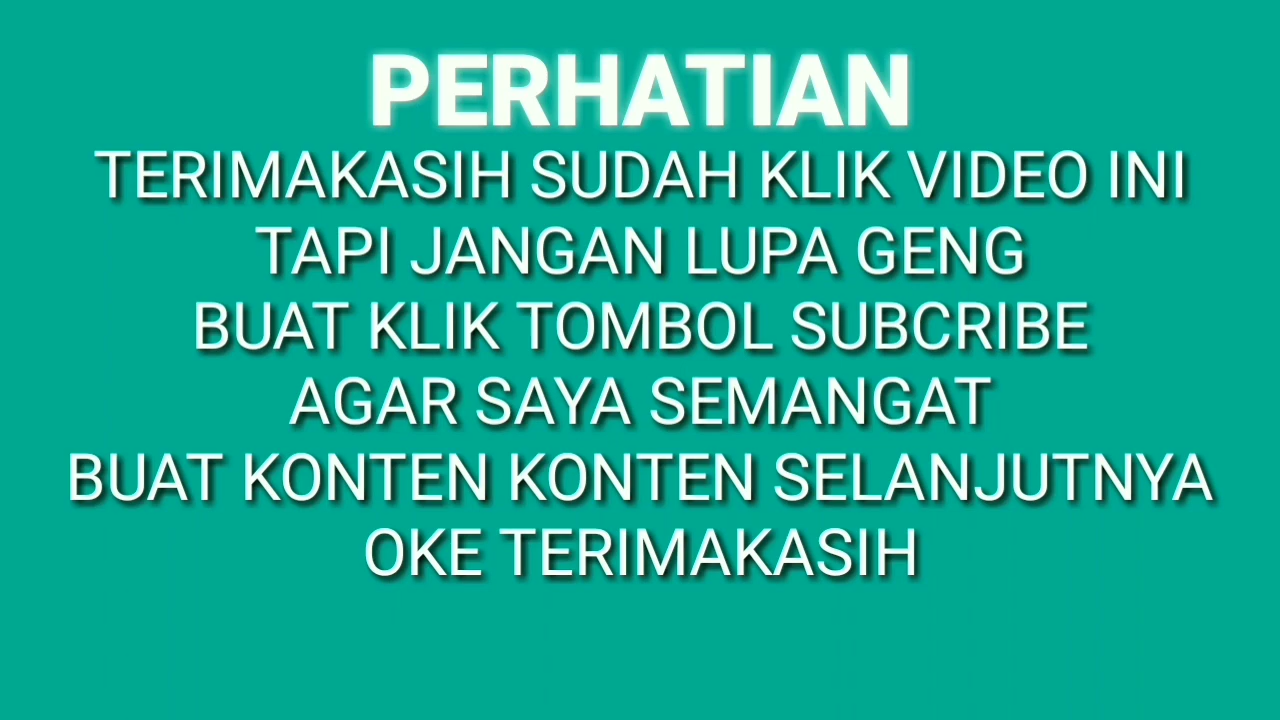 PERHATIAN
TERIMAKASIH SUDAH KLIK VIDEO INI
TAPI JANGAN LUPA GENG
BUAT KLIK TOMBOL SUBCRIBE
AGAR SAYA SEMANGAT
BUAT KONTEN KONTEN SELANJUTNYA
OKE TERIMAKASIH